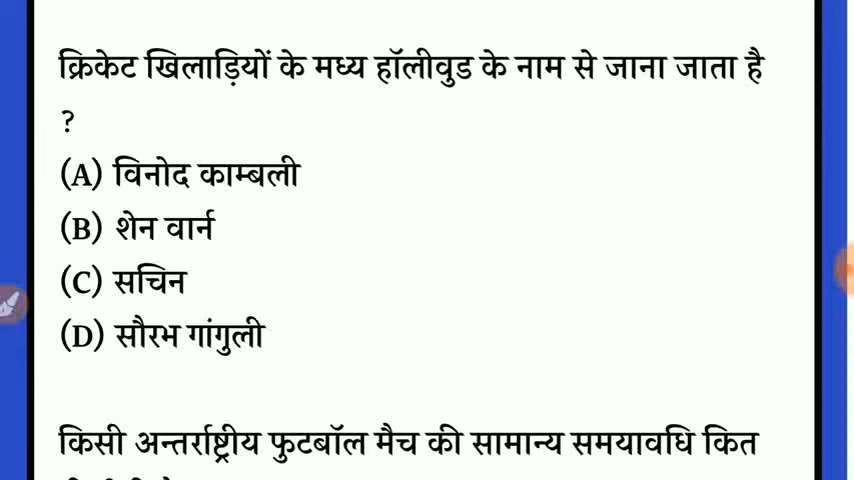 क्रिकेट खिलाड़ियों के मध्य हॉलीवुड के नाम से जाना जाता है
?
(A) विनोद काम्बली
(B) शेन वार्न
(C) सचिन
(D) सौरभ गांगुली
किसी अन्तर्राष्ट्रीय फुटबॉल मैच की सामान्य समयावधि कित